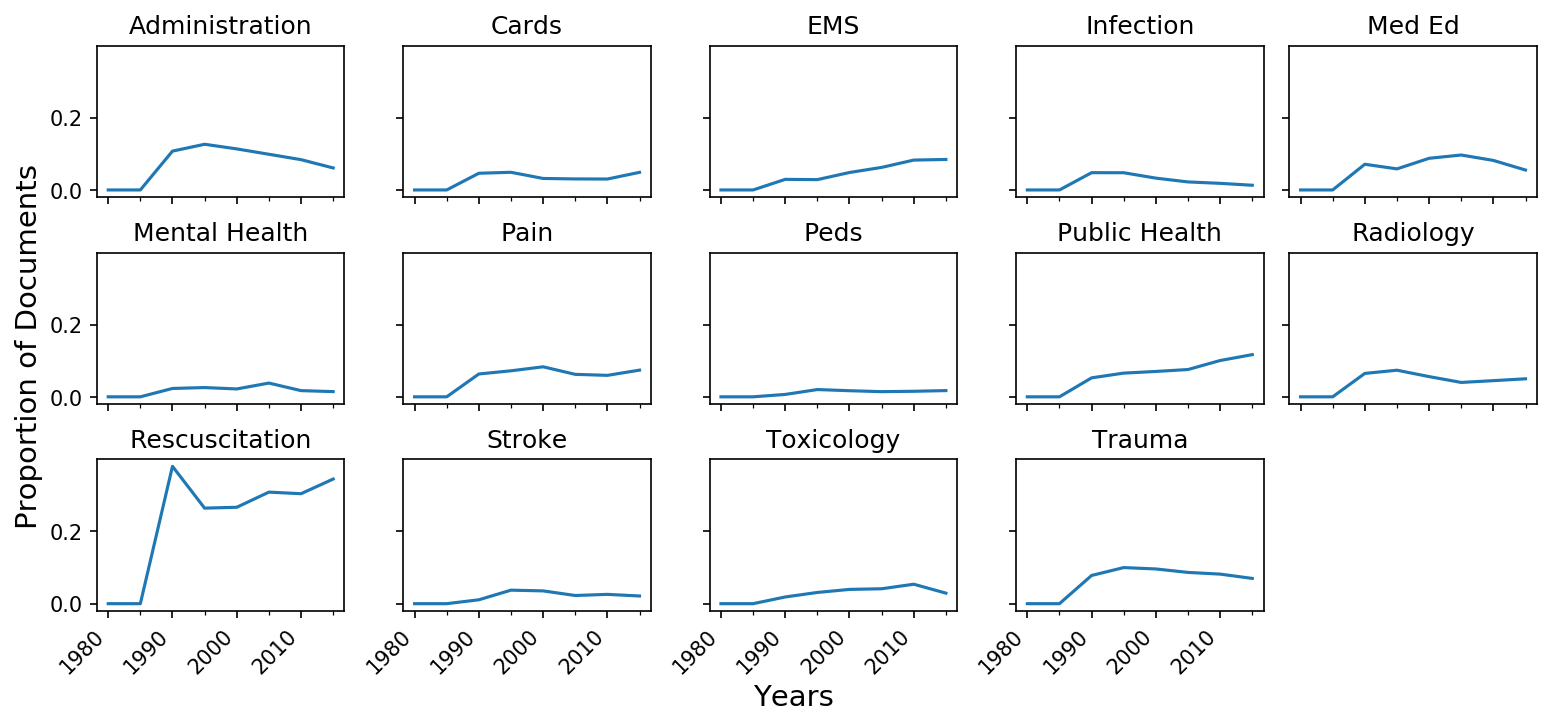 Administration
Cards
EMS
Infection
Med Ed
0.2
0.0
Mental Health
Pain
Peds
Public Health
Radiology
0.2
0.0
Proportion of Documents
Rescuscitation
Stroke
Toxicology
Trauma
0.2
0.0
1980 1990 2000 2010
1980 1990 2000 2010
1980 1990 2000 2010
1980 1990 2000 2010
Years